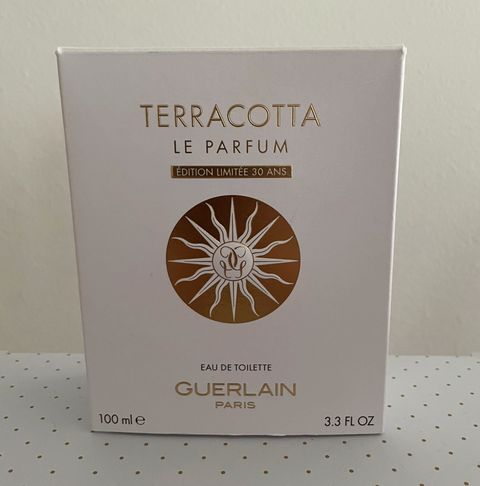 TERRACOTTA
LE PARFUM
ÉDITION LIMITÉE 30 ANS
EAU DE TOILETTE
GUERLAIN
PARIS
100 ml ℮ 3.3 FL OZ